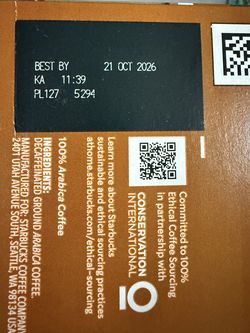 BEST BY 21 OCT 2026
KA 11:39
PL127 5294
Committed to 100%
Ethical Coffee Sourcing
in partnership with
CONSERVATION
INTERNATIONAL
Learn more about Starbucks
sustainable and ethical sourcing practices
athome.starbucks.com/ethical-sourcing
100% Arabica Coffee
INGREDIENTS:
DECAFFEINATED GROUND ARABICA COFFEE.
MANUFACTURED FOR: STARBUCKS COFFEE COMPANY
2401 UTAH AVENUE SOUTH, SEATTLE, WA 98134 USA